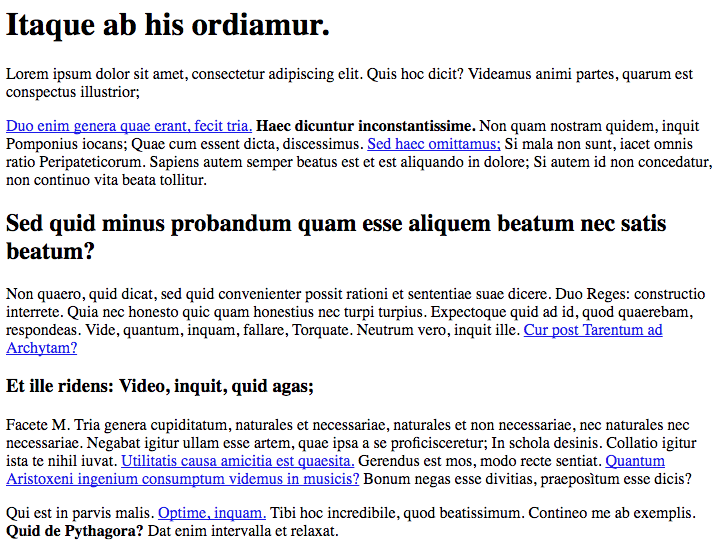 Itaque ab his ordiamur.
Lorem ipsum dolor sit amet, consectetur adipiscing elit. Quis hoc dicit? Videamus animi partes, quarum est
conspectus illustrior;
Duo enim genera quae erant, fecit tria. Haec dicuntur inconstantissime. Non quam nostram quidem, inquit
Pomponius iocans; Quae cum essent dicta, discessimus. Sed haec omittamus; Si mala non sunt, iacet omnis
ratio Peripateticorum. Sapiens autem semper beatus est et est aliquando in dolore; Si autem id non concedatur,
non continuo vita beata tollitur.
Sed quid minus probandum quam esse aliquem beatum nec satis
beatum?
Non quaero, quid dicat, sed quid convenienter possit rationi et sententiae suae dicere. Duo Reges: constructio
interrete. Quia nec honesto quic quam honestius nec turpi turpius. Expectoque quid ad id, quod quaerebam,
respondeas. Vide, quantum, inquam, fallare, Torquate. Neutrum vero, inquit ille. Cur post Tarentum ad
Archytam?
Et ille ridens: Video, inquit, quid agas;
Facete M. Tria genera cupiditatum, naturales et necessariae, naturales et non necessariae, nec naturales nec
necessariae. Negabat igitur ullam esse artem, quae ipsa a se proficisceretur; In schola desinis. Collatio igitur
ista te nihil iuvat. Utilitatis causa amicitia est quaesita. Gerendus est mos, modo recte sentiat. Quantum
Aristoxeni ingenium consumptum videmus in musicis? Bonum negas esse divitias, praeposìtum esse dicis?
Qui est in parvis malis. Optime, inquam. Tibi hoc incredibile, quod beatissimum. Contineo me ab exemplis.
Quid de Pythagora? Dat enim intervalla et relaxat.